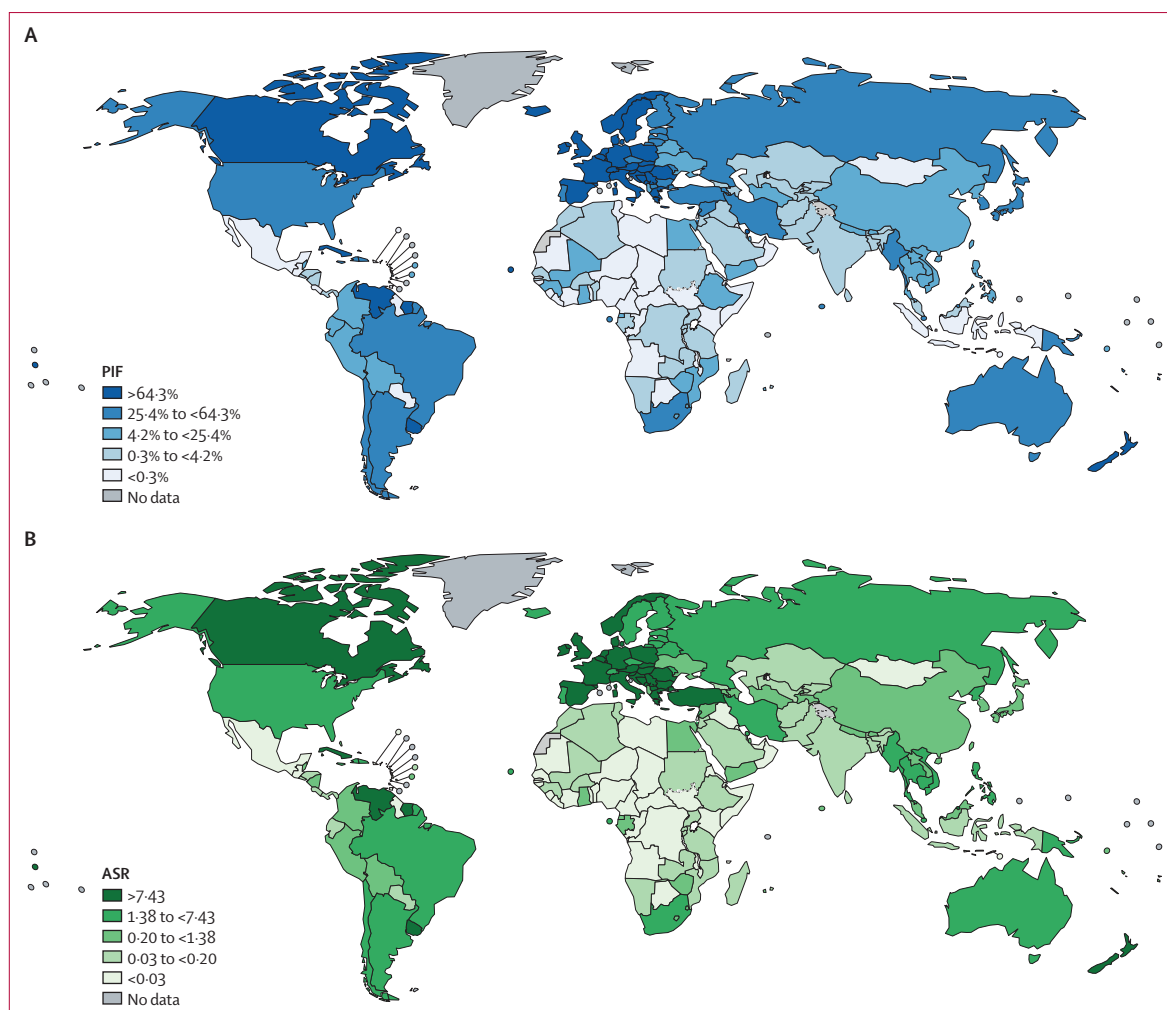 A
PIF
>64·3%
25·4% to <64·3%
4·2% to <25·4%
0·3% to <4·2%
<0·3%
No data
B
ASR
>7·43
1·38 to <7·43
0·20 to <1·38
0·03 to <0·20
<0·03
No data